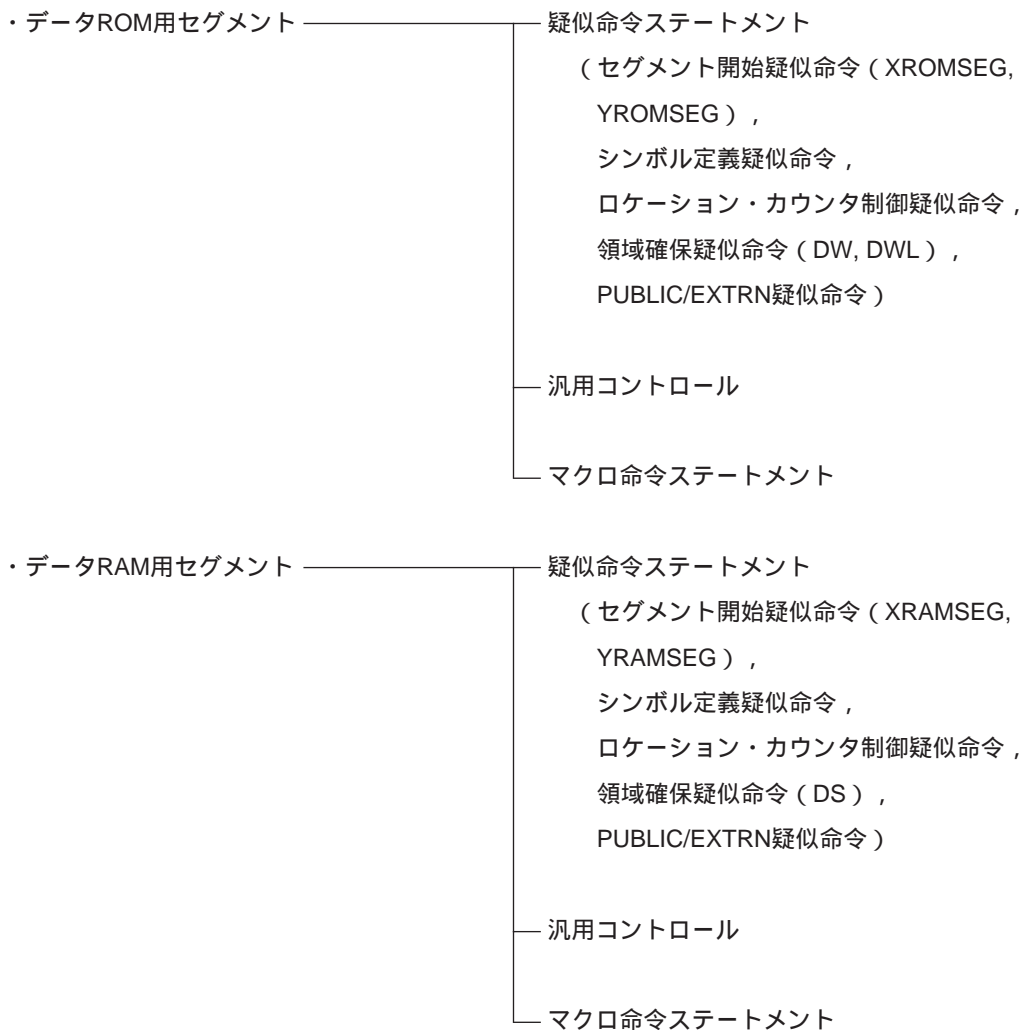 ・データROM用セグメント 疑似命令ステートメント
（セグメント開始疑似命令（XROMSEG,
YROMSEG），
シンボル定義疑似命令，
ロケーション・カウンタ制御疑似命令，
領域確保疑似命令（DW, DWL），
PUBLIC/EXTRN疑似命令）
汎用コントロール
マクロ命令ステートメント
・データRAM用セグメント 疑似命令ステートメント
（セグメント開始疑似命令（XRAMSEG,
YRAMSEG），
シンボル定義疑似命令，
ロケーション・カウンタ制御疑似命令，
領域確保疑似命令（DS），
PUBLIC/EXTRN疑似命令）
汎用コントロール
マクロ命令ステートメント